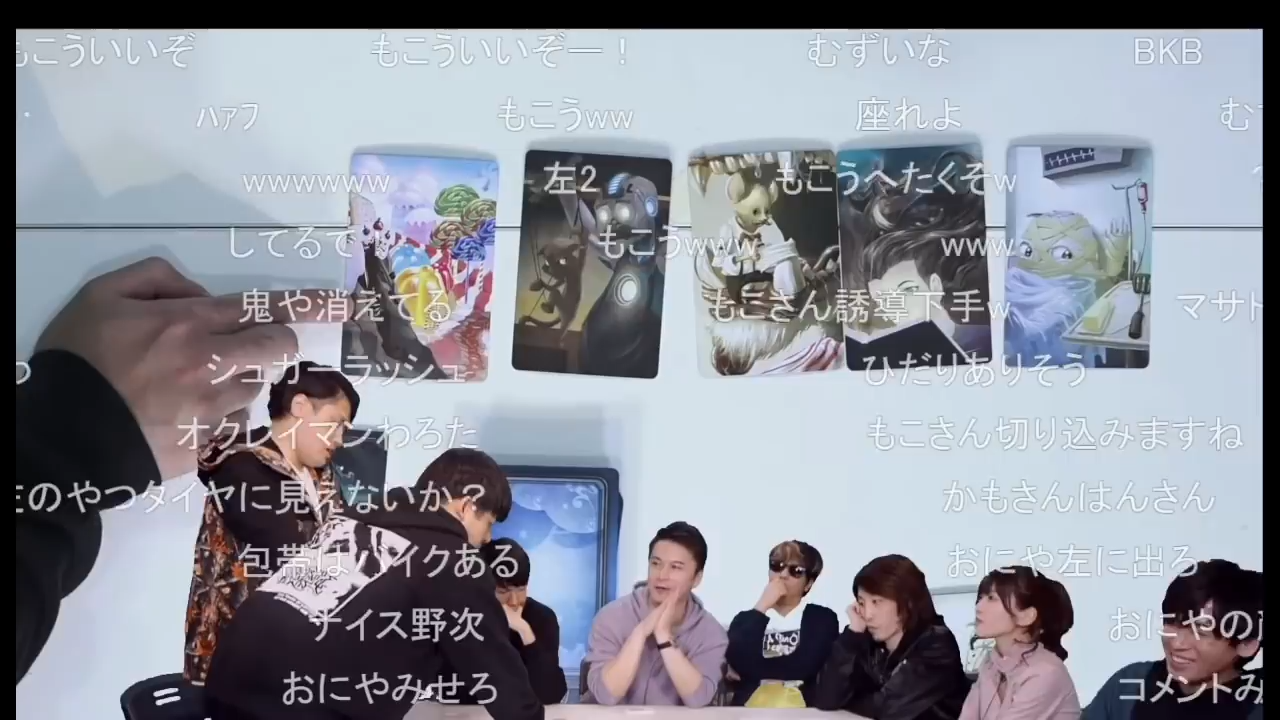 もこういいぞ もこういいぞー！ むずいな BKB
ﾊｧﾌ もこうww 座れよ む
wwwwww 左2 もこうへたくそw
してるで もこうwww www
鬼や消えてる もこさん誘導下手w マサト
シュガーラッシュ ひだりありそう
オクレイマンわろた もこさん切り込みますね
左のやつタイヤに見えないか？ かもさんはんさん
包帯はバイクある おにや左に出ろ
ナイス野次 おにやの
おにやみせろ コメントみ